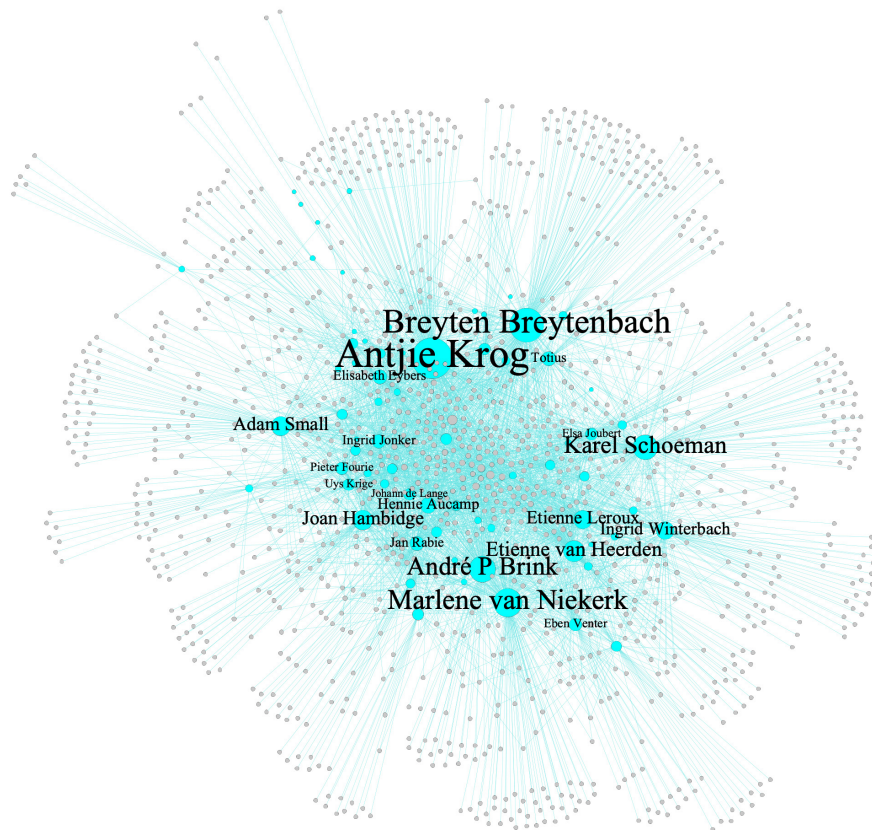 Breyten Breytenbach
Antjie Krog
Totius
Elisabeth Eybers
Adam Small
Elsa Joubert
Ingrid Jonker
Karel Schoeman
Pieter Fourie
Uys Krige
Johann de Lange
Hennie Aucamp
Joan Hambidge
Etienne Leroux
Ingrid Winterbach
Jan Rabie
Etienne van Heerden
André P Brink
Marlene van Niekerk
Eben Venter